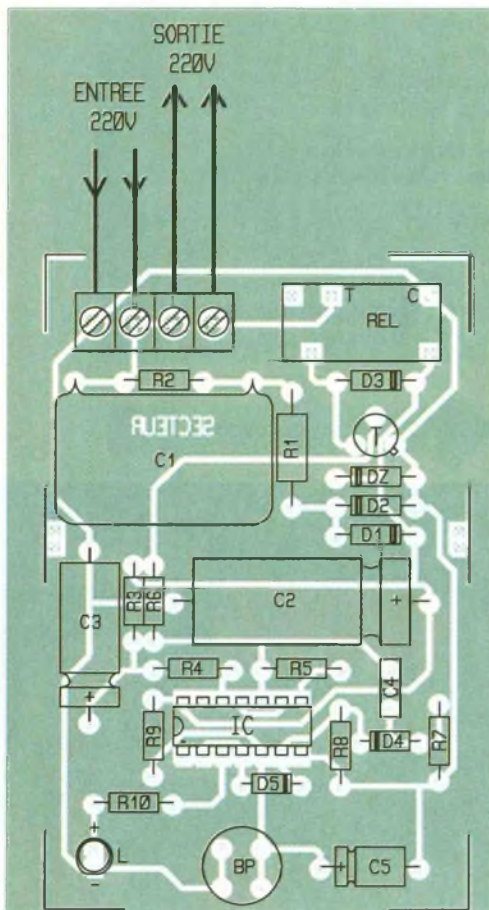 SORTIE
220V
ENTREE
220V
T C
REL
R2
D3
SECTEUR
C1
R1
T
DZ
D2
D1
C3
R3
R6
C2
+
+
R4
R5
C4
R9
IC
R8
D4
R7
D5
R10
+
L
-
BP
+
C5